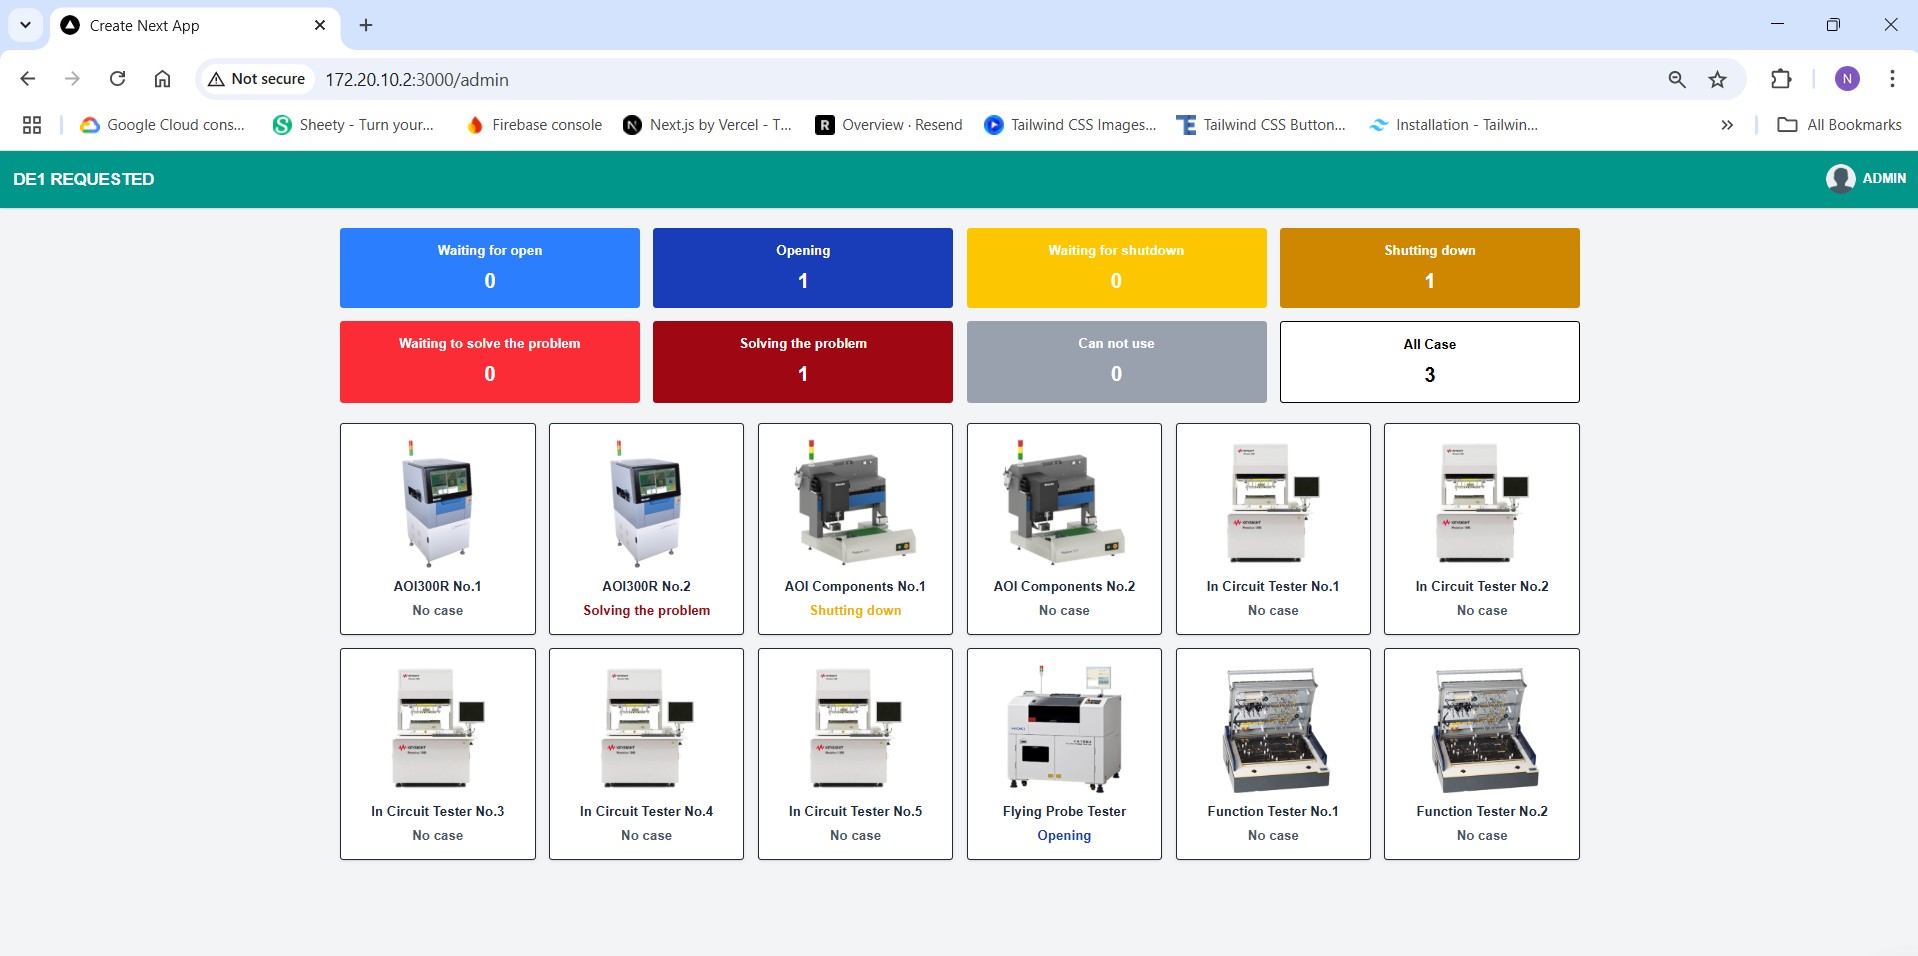 Create Next App
Not secure
172.20.10.2:3000/admin
N
Google Cloud cons...
Sheety - Turn your...
Firebase console
Next.js by Vercel - T...
Overview · Resend
Tailwind CSS Images...
Tailwind CSS Button...
Installation - Tailwin...
All Bookmarks
DE1 REQUESTED
ADMIN
Waiting for open
0
Opening
1
Waiting for shutdown
0
Shutting down
1
Waiting to solve the problem
0
Solving the problem
1
Can not use
0
All Case
3
AOI300R No.1
No case
AOI300R No.2
Solving the problem
AOI Components No.1
Shutting down
AOI Components No.2
No case
KEYSIGHT
In Circuit Tester No.1
No case
KEYSIGHT
In Circuit Tester No.2
No case
KEYSIGHT
In Circuit Tester No.3
No case
KEYSIGHT
In Circuit Tester No.4
No case
KEYSIGHT
In Circuit Tester No.5
No case
Flying Probe Tester
Opening
Function Tester No.1
No case
Function Tester No.2
No case